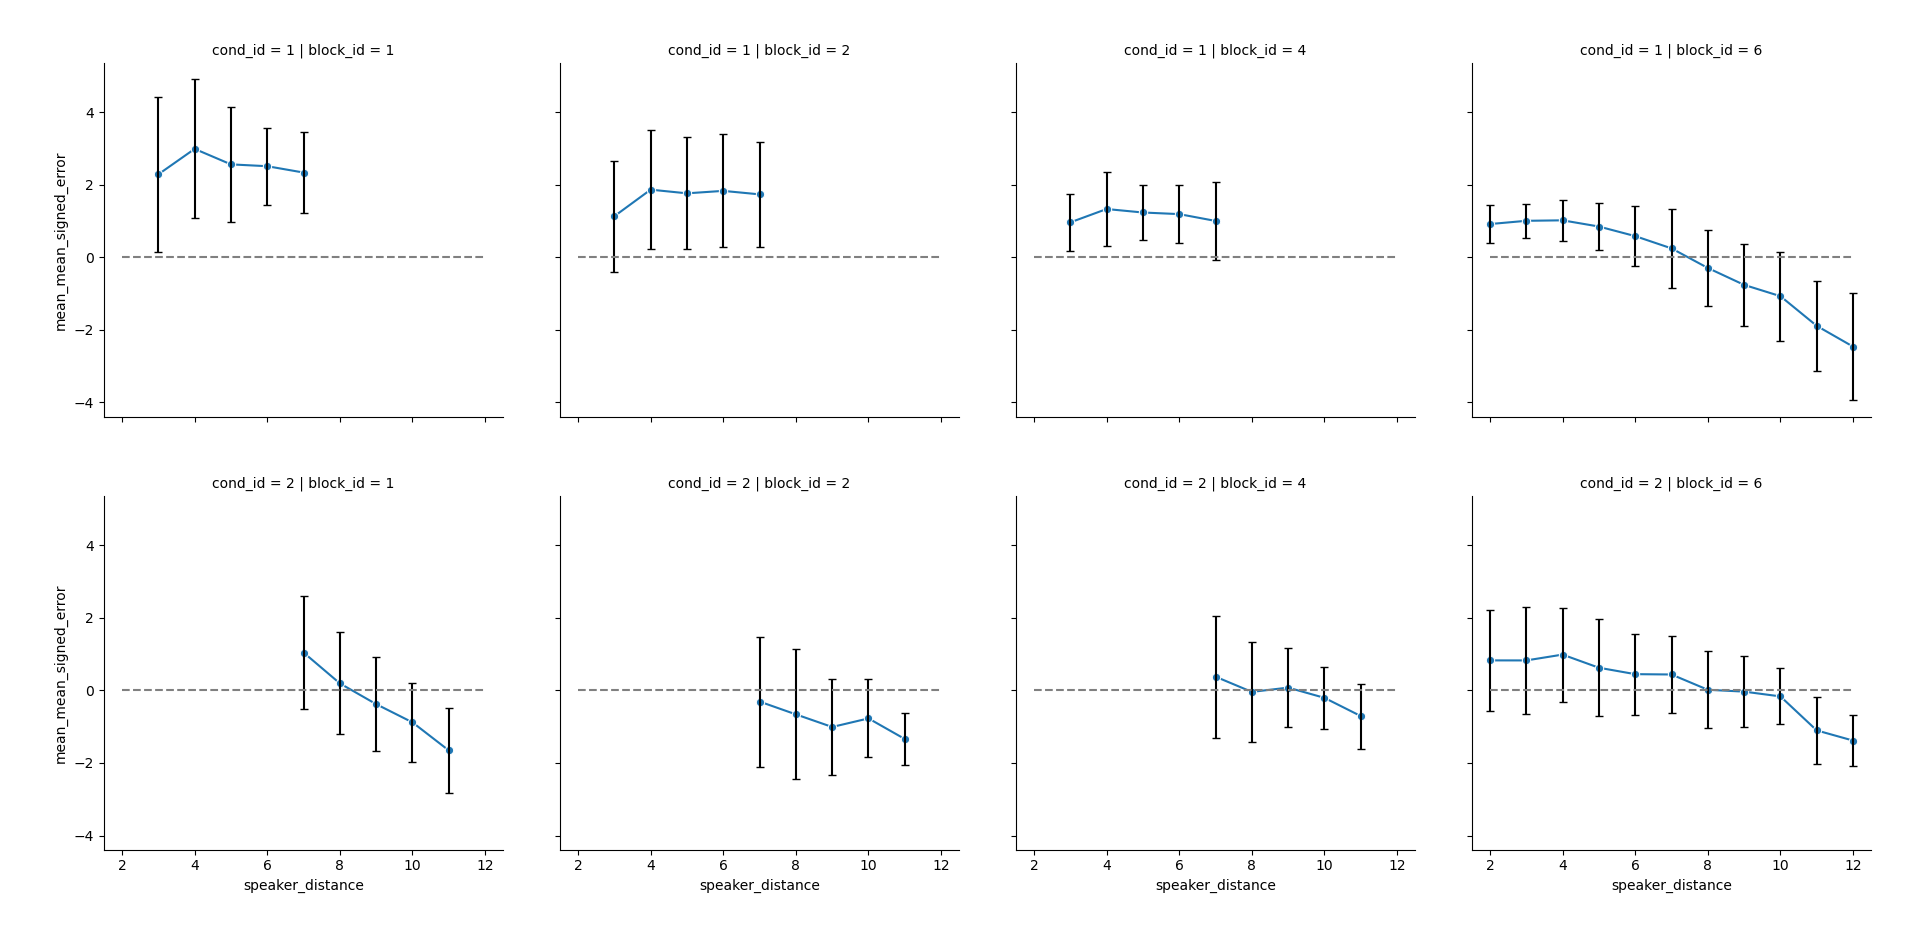 cond_id = 1 | block_id = 1
cond_id = 1 | block_id = 2
cond_id = 1 | block_id = 4
cond_id = 1 | block_id = 6
mean_mean_signed_error
4
2
0
−2
−4
cond_id = 2 | block_id = 1
cond_id = 2 | block_id = 2
cond_id = 2 | block_id = 4
cond_id = 2 | block_id = 6
mean_mean_signed_error
4
2
0
−2
−4
2 4 6 8 10 12
2 4 6 8 10 12
2 4 6 8 10 12
2 4 6 8 10 12
speaker_distance
speaker_distance
speaker_distance
speaker_distance